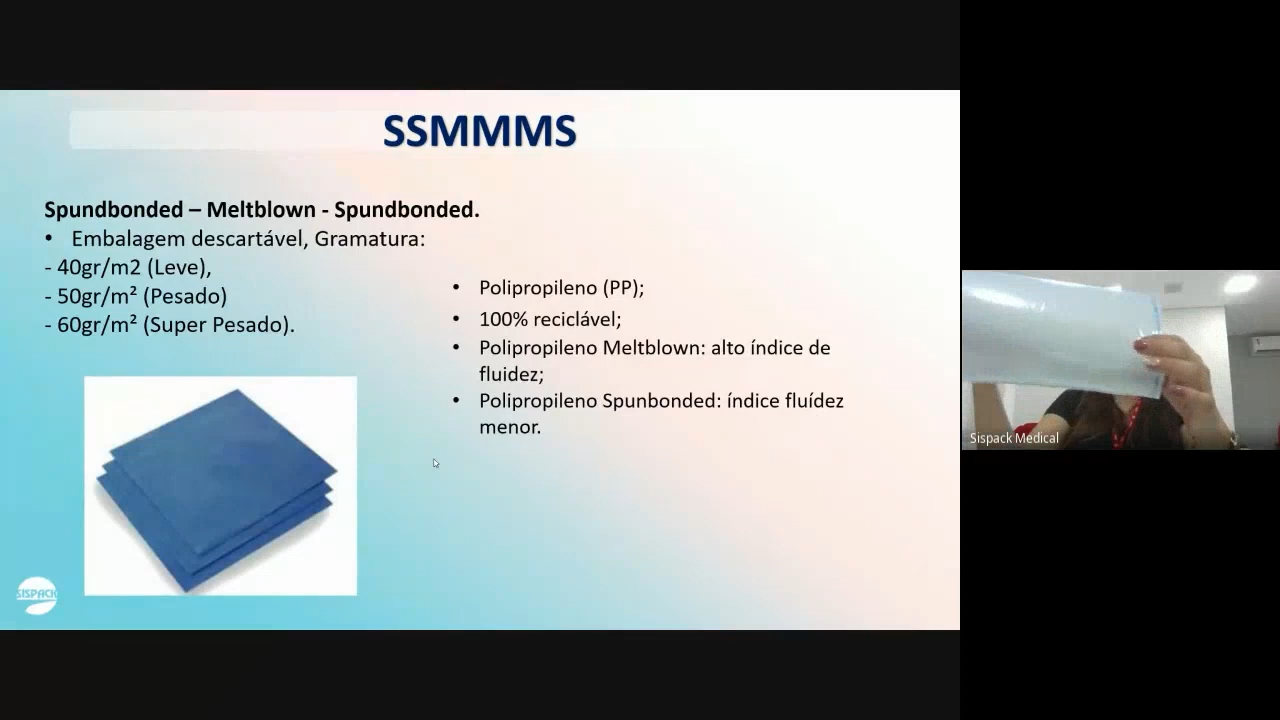 SSMMMS
Spundbonded – Meltblown - Spundbonded.
• Embalagem descartável, Gramatura:
- 40gr/m2 (Leve),
- 50gr/m² (Pesado)
- 60gr/m² (Super Pesado).
• Polipropileno (PP);
• 100% reciclável;
• Polipropileno Meltblown: alto índice de
fluidez;
• Polipropileno Spunbonded: índice fluídez
menor.
SISPACK
Sispack Medical